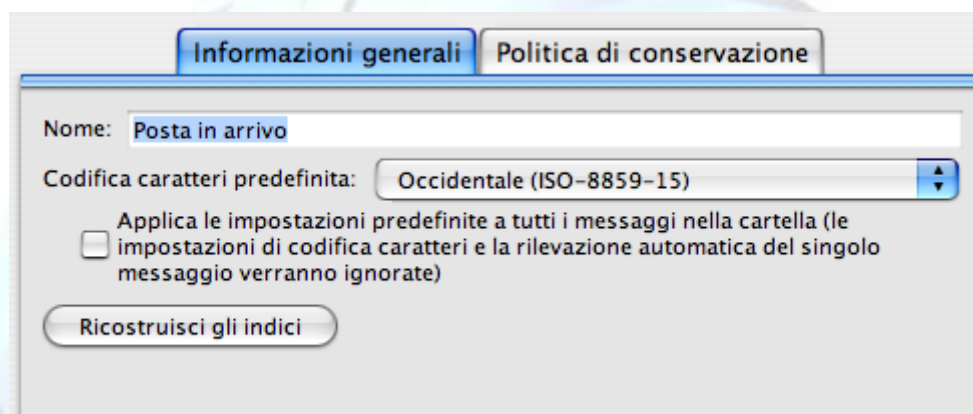 Informazioni generali Politica di conservazione
Nome: Posta in arrivo
Codifica caratteri predefinita: Occidentale (ISO-8859-15)
Applica le impostazioni predefinite a tutti i messaggi nella cartella (le
impostazioni di codifica caratteri e la rilevazione automatica del singolo
messaggio verranno ignorate)
Ricostruisci gli indici